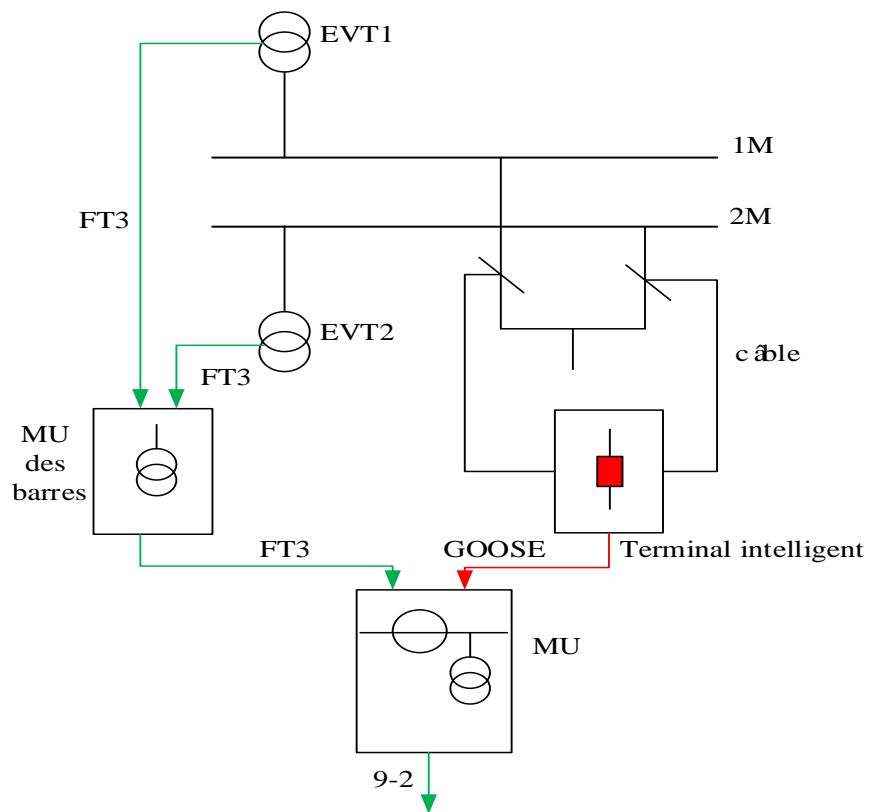 EVT1
1M
FT3
2M
EVT2
FT3
câble
MU
des
barres
FT3
GOOSE
Terminal intelligent
MU
9-2